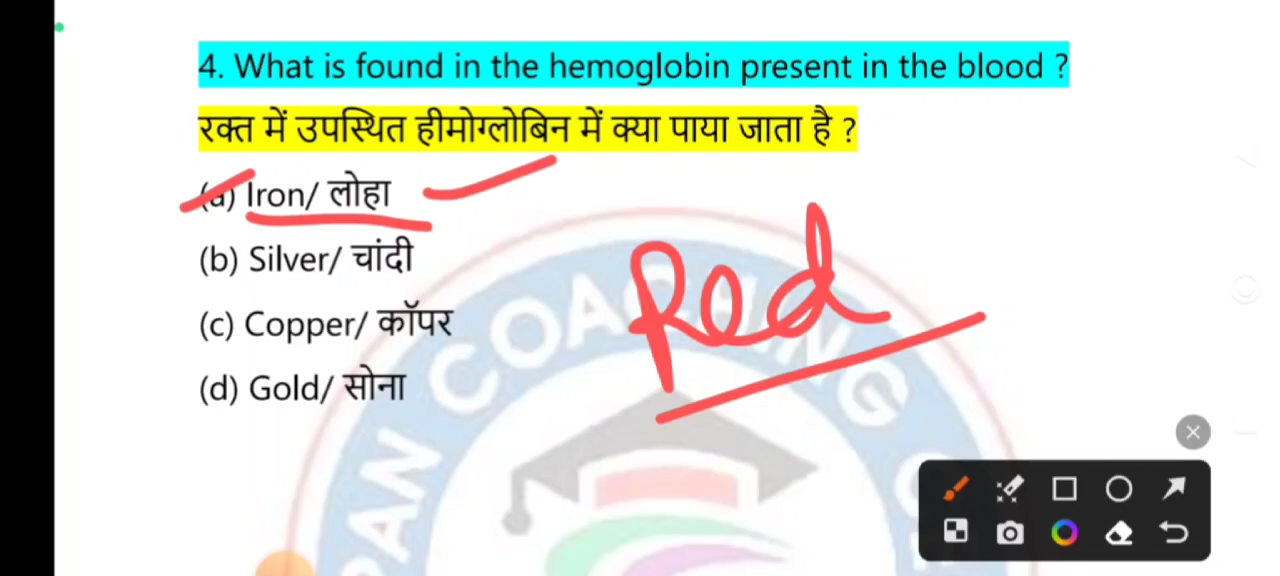 4. What is found in the hemoglobin present in the blood ?
रक्त में उपस्थित हीमोग्लोबिन में क्या पाया जाता है ?
(a) Iron/ लोहा
(b) Silver/ चांदी
(c) Copper/ कॉपर
(d) Gold/ सोना
Red
COACHING